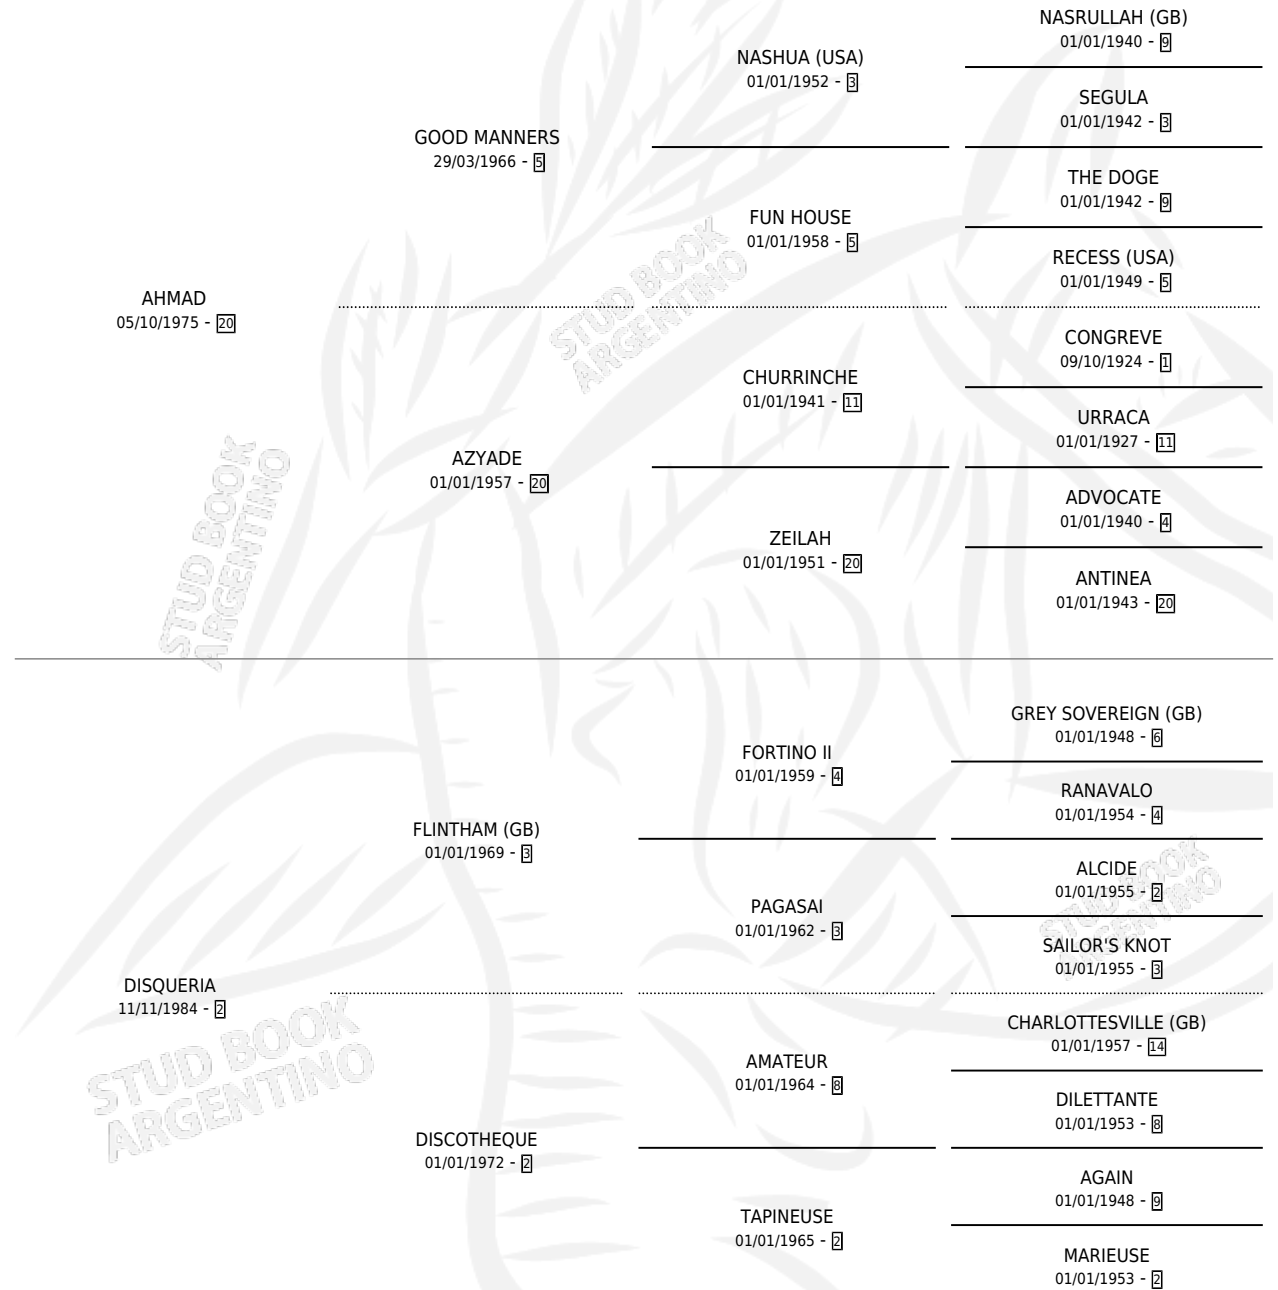 NASRULLAH (GB)
01/01/1940 - 9
NASHUA (USA)
01/01/1952 - 3
SEGULA
01/01/1942 - 3
GOOD MANNERS
29/03/1966 - 5
THE DOGE
01/01/1942 - 9
FUN HOUSE
01/01/1958 - 5
RECESS (USA)
01/01/1949 - 5
AHMAD
05/10/1975 - 20
CONGREVE
09/10/1924 - 1
CHURRINCHE
01/01/1941 - 11
URRACA
01/01/1927 - 11
AZYADE
01/01/1957 - 20
ADVOCATE
01/01/1940 - 4
ZEILAH
01/01/1951 - 20
ANTINEA
01/01/1943 - 20
GREY SOVEREIGN (GB)
01/01/1948 - 6
FORTINO II
01/01/1959 - 4
RANAVALO
01/01/1954 - 4
FLINTHAM (GB)
01/01/1969 - 3
ALCIDE
01/01/1955 - 2
PAGASAI
01/01/1962 - 3
SAILOR'S KNOT
01/01/1955 - 3
DISQUERIA
11/11/1984 - 2
CHARLOTTESVILLE (GB)
01/01/1957 - 14
AMATEUR
01/01/1964 - 8
DILETTANTE
01/01/1953 - 8
DISCOTHEQUE
01/01/1972 - 2
AGAIN
01/01/1948 - 9
TAPINEUSE
01/01/1965 - 2
MARIEUSE
01/01/1953 - 2
STUD BOOK
ARGENTINO
STUD BOOK
ARGENTINO
STUD BOOK
ARGENTINO
STUD BOOK
ARGENTINO